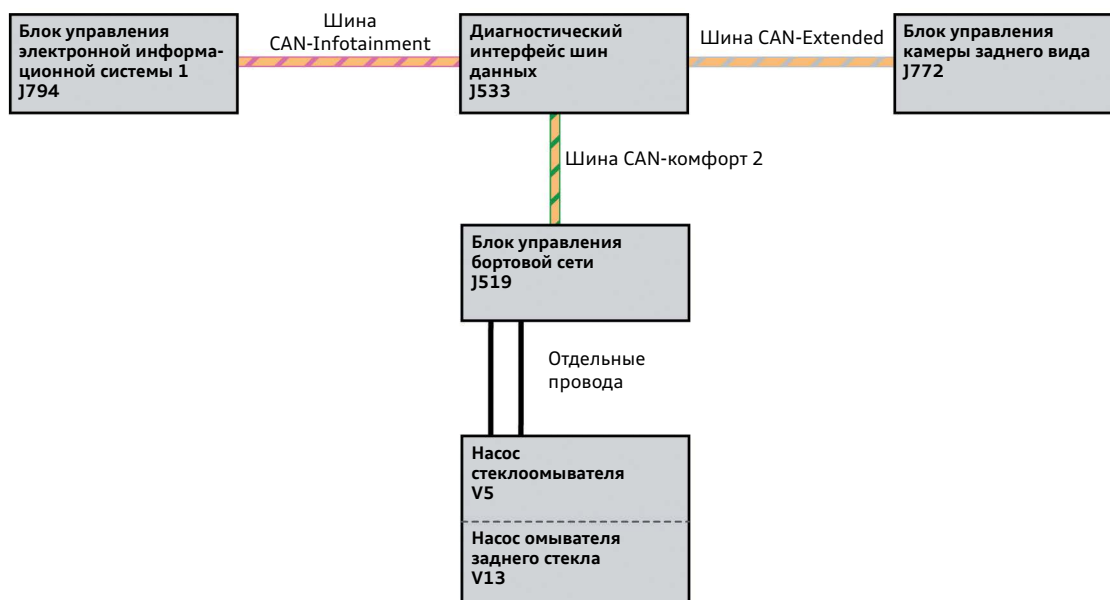 Блок управления
электронной информа-
ционной системы 1
J794
Шина
CAN-Infotainment
Диагностический
интерфейс шин
данных
J533
Шина CAN-Extended
Блок управления
камеры заднего вида
J772
Шина CAN-комфорт 2
Блок управления
бортовой сети
J519
Отдельные
провода
Насос
стеклоомывателя
V5
Насос омывателя
заднего стекла
V13